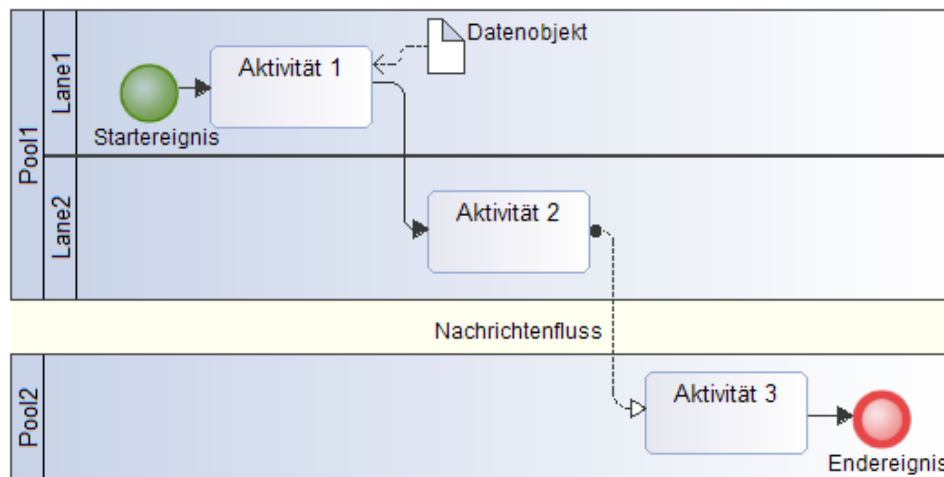 Pool1
Lane1
Startereignis
Aktivität 1
Datenobjekt
Lane2
Aktivität 2
Nachrichtenfluss
Pool2
Aktivität 3
Endereignis